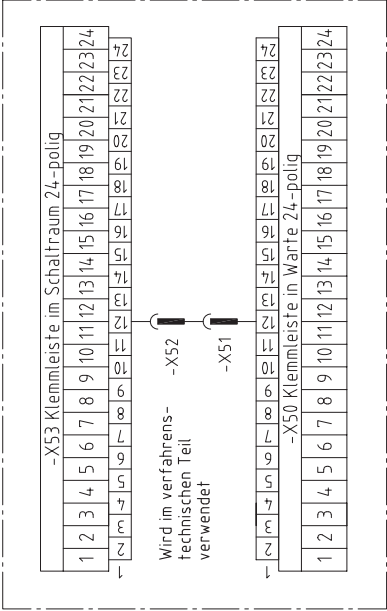 -X53 Klemmleiste im Schaltraum 24-polig
1 2 3 4 5 6 7 8 9 10 11 12 13 14 15 16 17 18 19 20 21 22 23 24
1 2 3 4 5 6 7 8 9 10 11 12 13 14 15 16 17 18 19 20 21 22 23 24
Wird im verfahrens-
technischen Teil
verwendet
-X52
-X51
1 2 3 4 5 6 7 8 9 10 11 12 13 14 15 16 17 18 19 20 21 22 23 24
-X50 Klemmleiste in Warte 24-polig
1 2 3 4 5 6 7 8 9 10 11 12 13 14 15 16 17 18 19 20 21 22 23 24